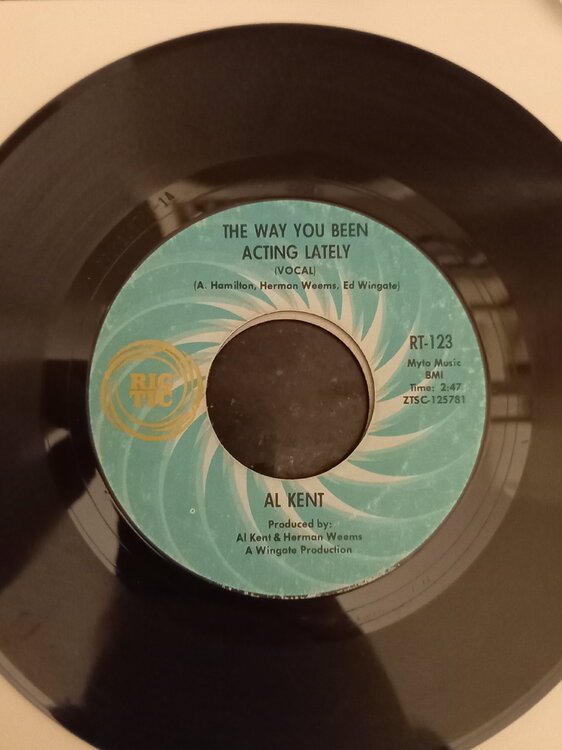 THE WAY YOU BEEN
ACTING LATELY
(VOCAL)
(A. Hamilton, Herman Weems, Ed Wingate)
RIC
TIC
RT-123
Myto Music
BMI
Time: 2:47
ZTSC-125781
AL KENT
Produced by:
Al Kent & Herman Weems
A Wingate Production